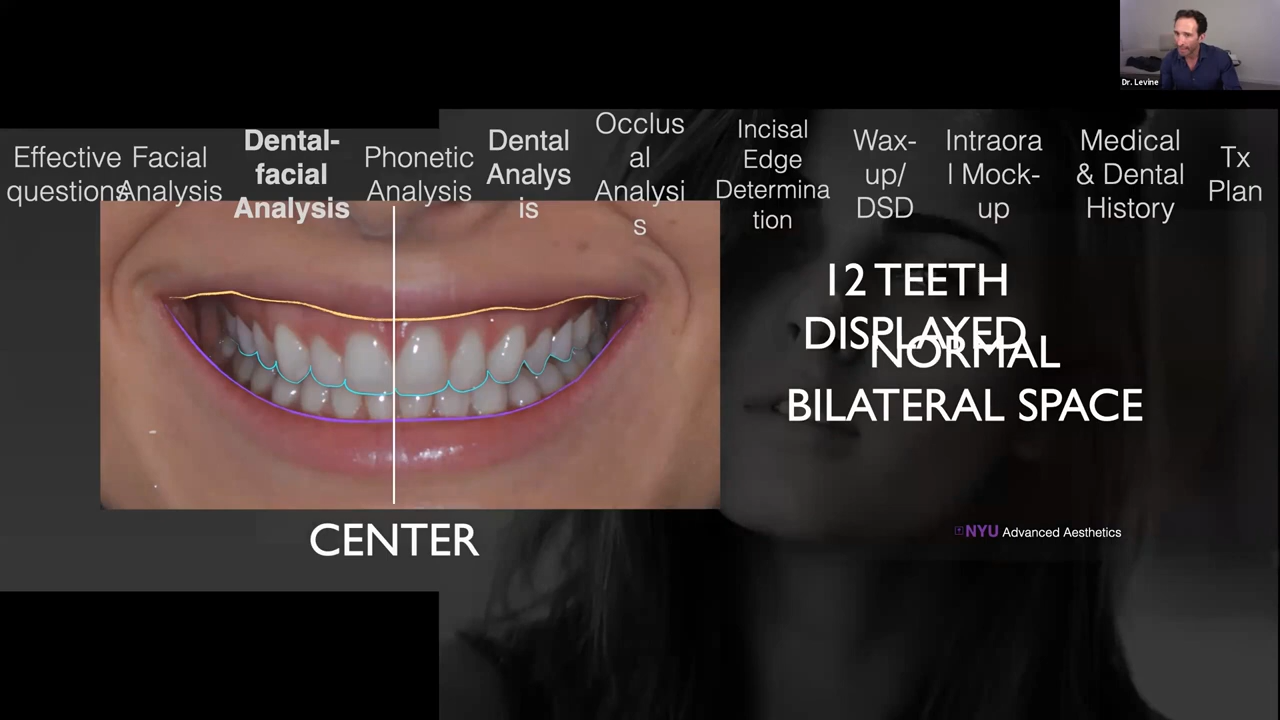 Dr. Levine
Effective
questions
Facial
Analysis
Dental-
facial
Analysis
Phonetic
Analysis
Dental
Analys
is
Occlus
al
Analysi
s
Incisal
Edge
Determina
tion
Wax-
up/
DSD
Intraora
l Mock-
up
Medical
& Dental
History
Tx
Plan
12 TEETH
DISPLAYED
NORMAL
BILATERAL SPACE
CENTER
NYU Advanced Aesthetics